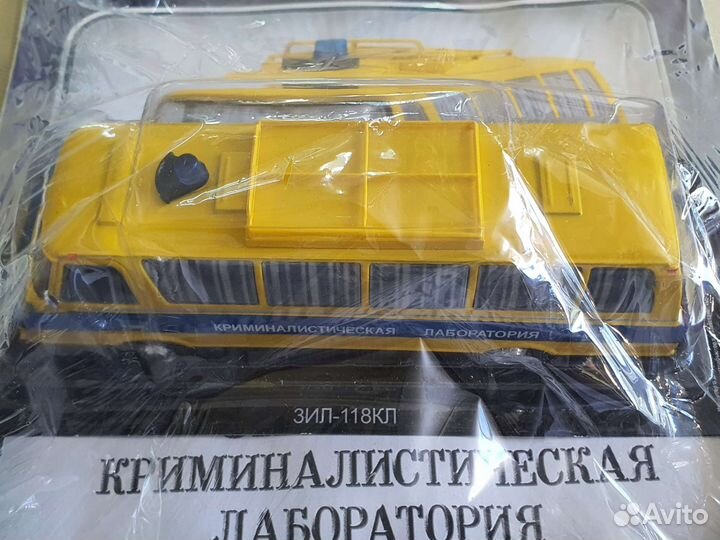 КРИМИНАЛИСТИЧЕСКАЯ ЛАБОРАТОРИЯ
ЗИЛ-118КЛ
КРИМИНАЛИСТИЧЕСКАЯ
ЛАБОРАТОРИЯ
Avito